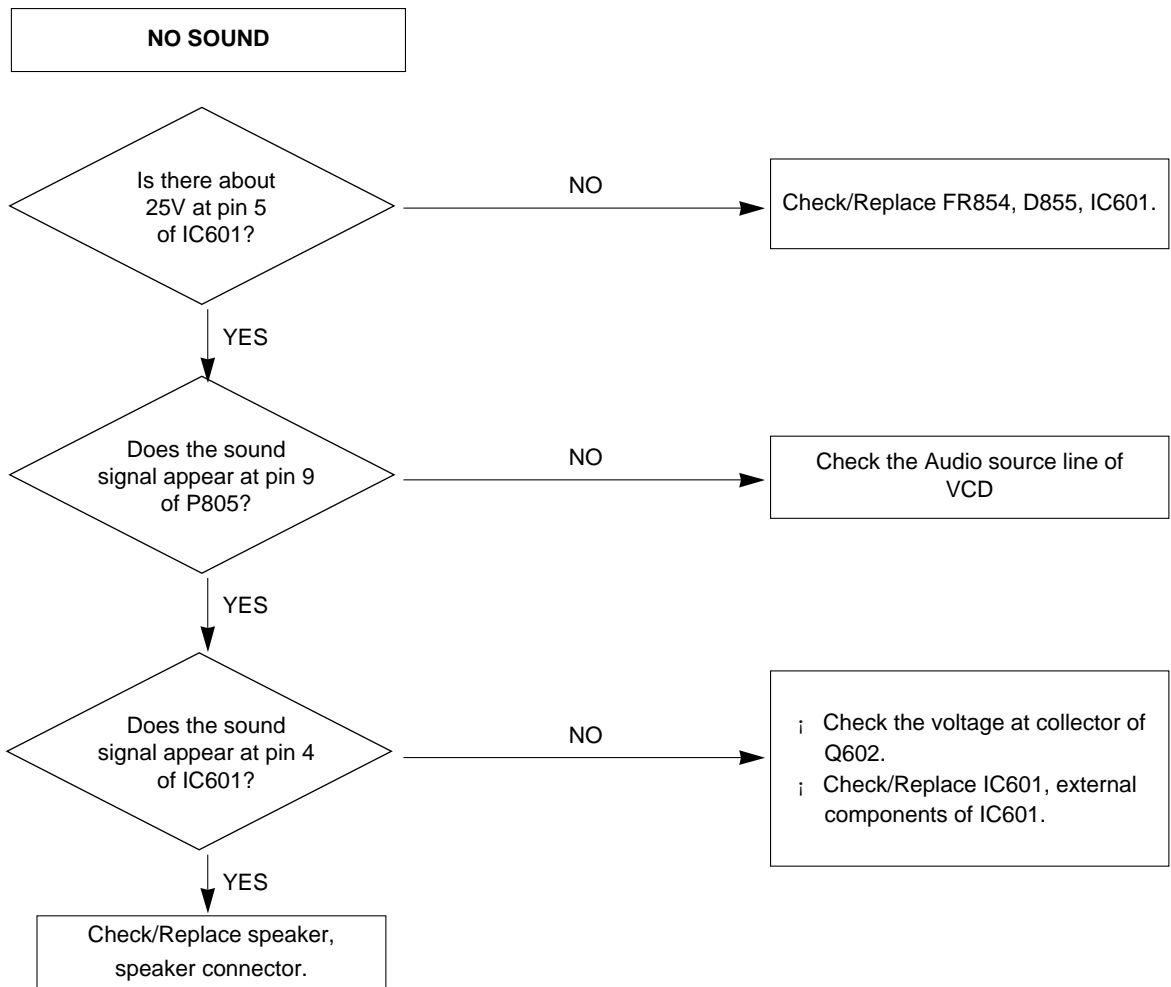 NO SOUND
Is there about
25V at pin 5
of IC601?
NO
Check/Replace FR854, D855, IC601.
YES
Does the sound
signal appear at pin 9
of P805?
NO
Check the Audio source line of
VCD
YES
Does the sound
signal appear at pin 4
of IC601?
NO
¡ Check the voltage at collector of
Q602.
¡ Check/Replace IC601, external
components of IC601.
YES
Check/Replace speaker,
speaker connector.